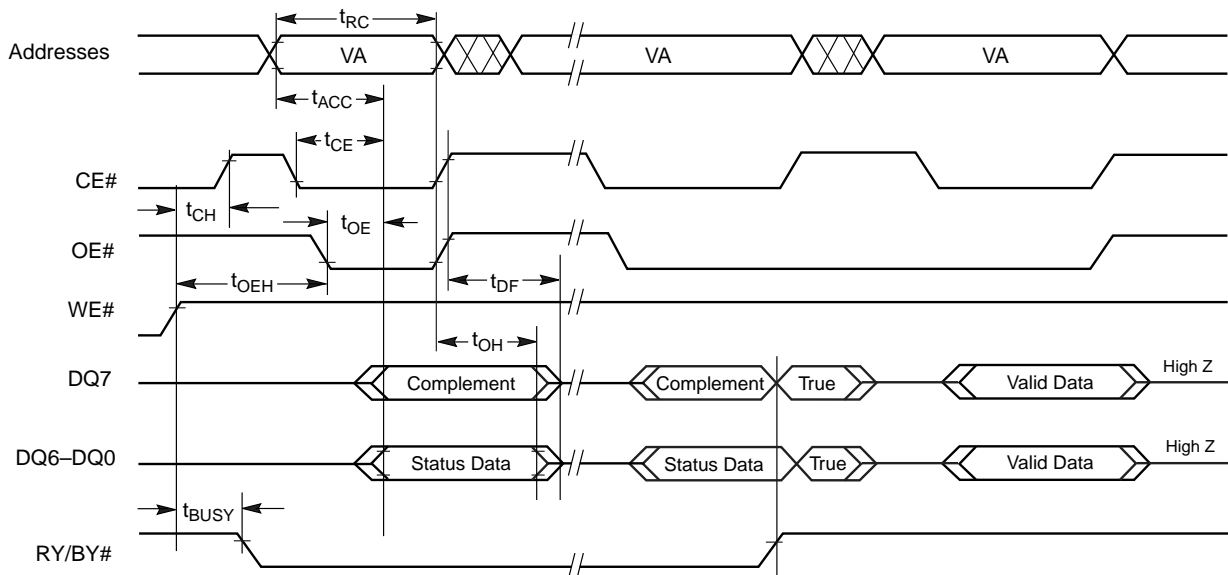 tRC
Addresses VA VA VA
tACC
tCE
CE#
tCH tOE
OE#
tOEH tDF
WE#
tOH
DQ7 Complement Complement True Valid Data High Z
DQ6–DQ0 Status Data Status Data True Valid Data High Z
tBUSY
RY/BY#